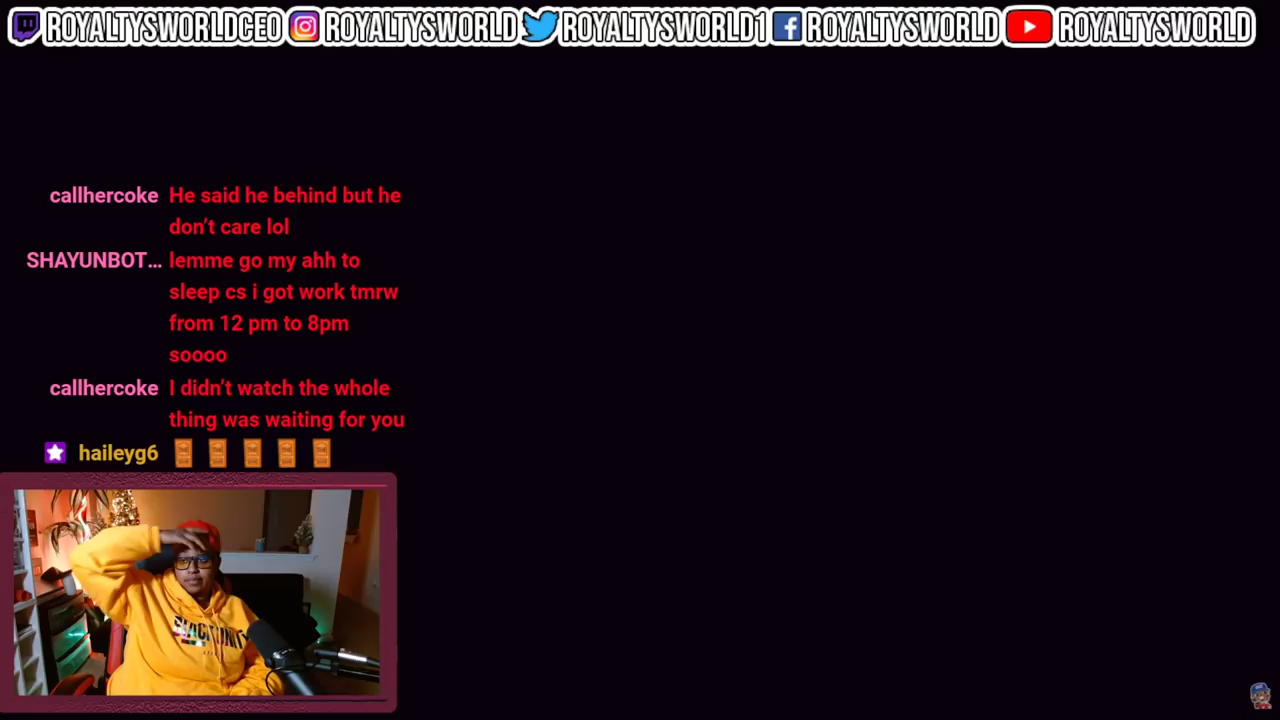 ROYALTYSWORLDCEO ROYALTYSWORLD ROYALTYSWORLD1 ROYALTYSWORLD ROYALTYSWORLD
callhercoke He said he behind but he
don’t care lol
SHAYUNBOT… lemme go my ahh to
sleep cs i got work tmrw
from 12 pm to 8pm
soooo
callhercoke I didn’t watch the whole
thing was waiting for you
haileyg6